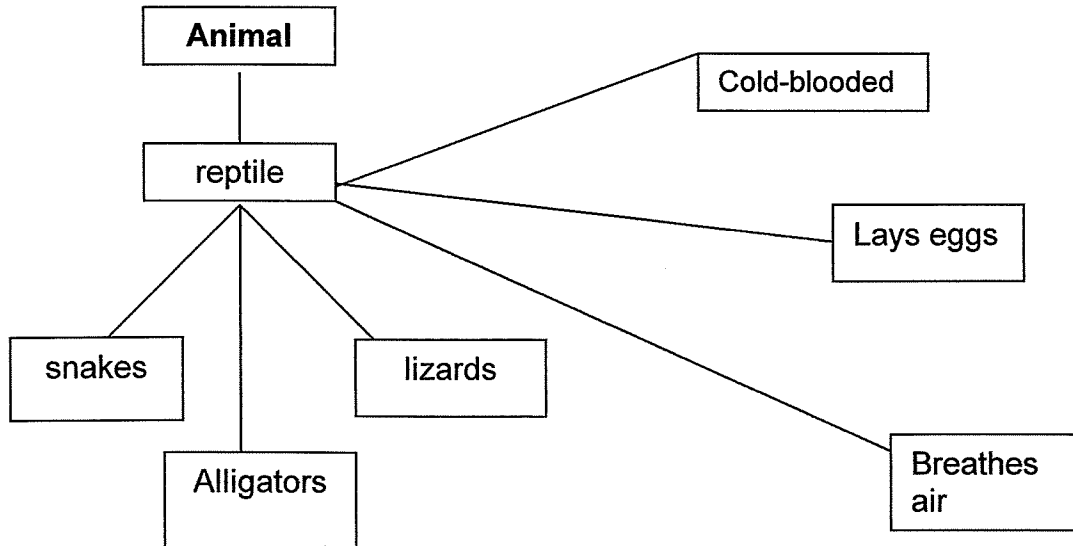 Animal
Cold-blooded
reptile
Lays eggs
snakes
lizards
Alligators
Breathes
air